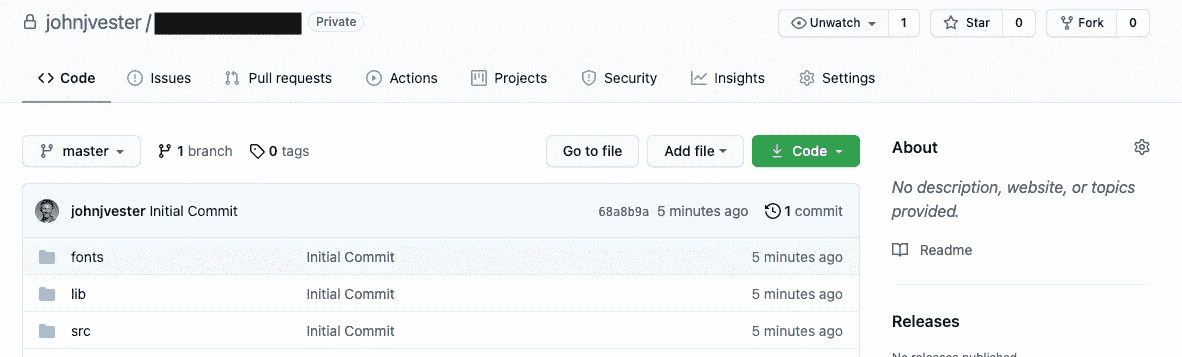 johnjvester / Private Unwatch 1 Star 0 Fork 0
Code Issues Pull requests Actions Projects Security Insights Settings
master 1 branch 0 tags Go to file Add file Code
About
No description, website, or topics
provided.
johnjvester Initial Commit 68a8b9a 5 minutes ago 1 commit
Readme
fonts Initial Commit 5 minutes ago
lib Initial Commit 5 minutes ago
src Initial Commit 5 minutes ago
Releases
No releases published